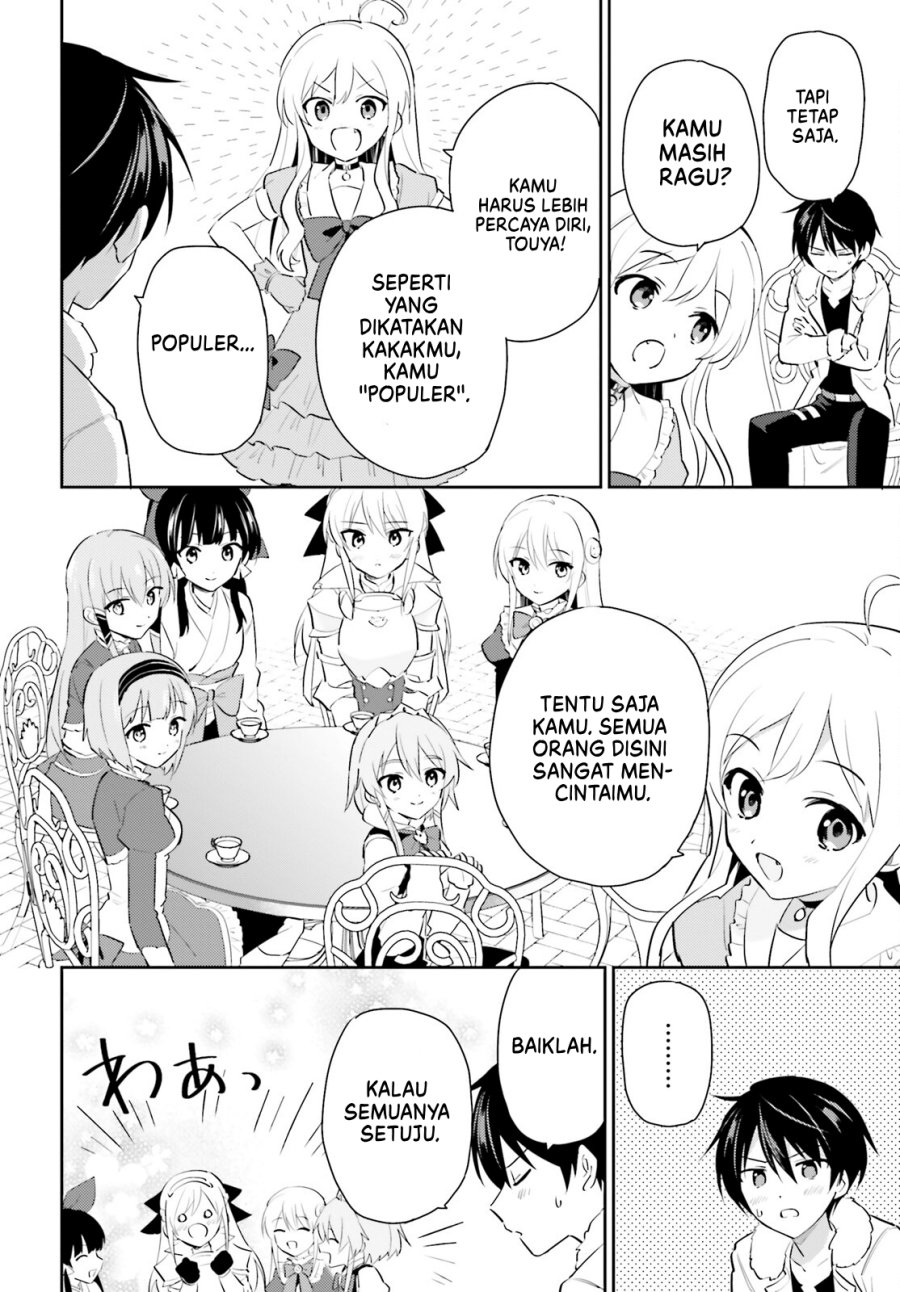 TAPI
TETAP
SAJA.
KAMU
MASIH
RAGU?
KAMU
HARUS LEBIH
PERCAYA DIRI,
TOUYA!
SEPERTI
YANG
DIKATAKAN
KAKAKMU,
KAMU
"POPULER".
POPULER...
TENTU SAJA
KAMU. SEMUA
ORANG DISINI
SANGAT MEN-
CINTAIMU.
.........
BAIKLAH.
KALAU
SEMUANYA
SETUJU.
わあっ